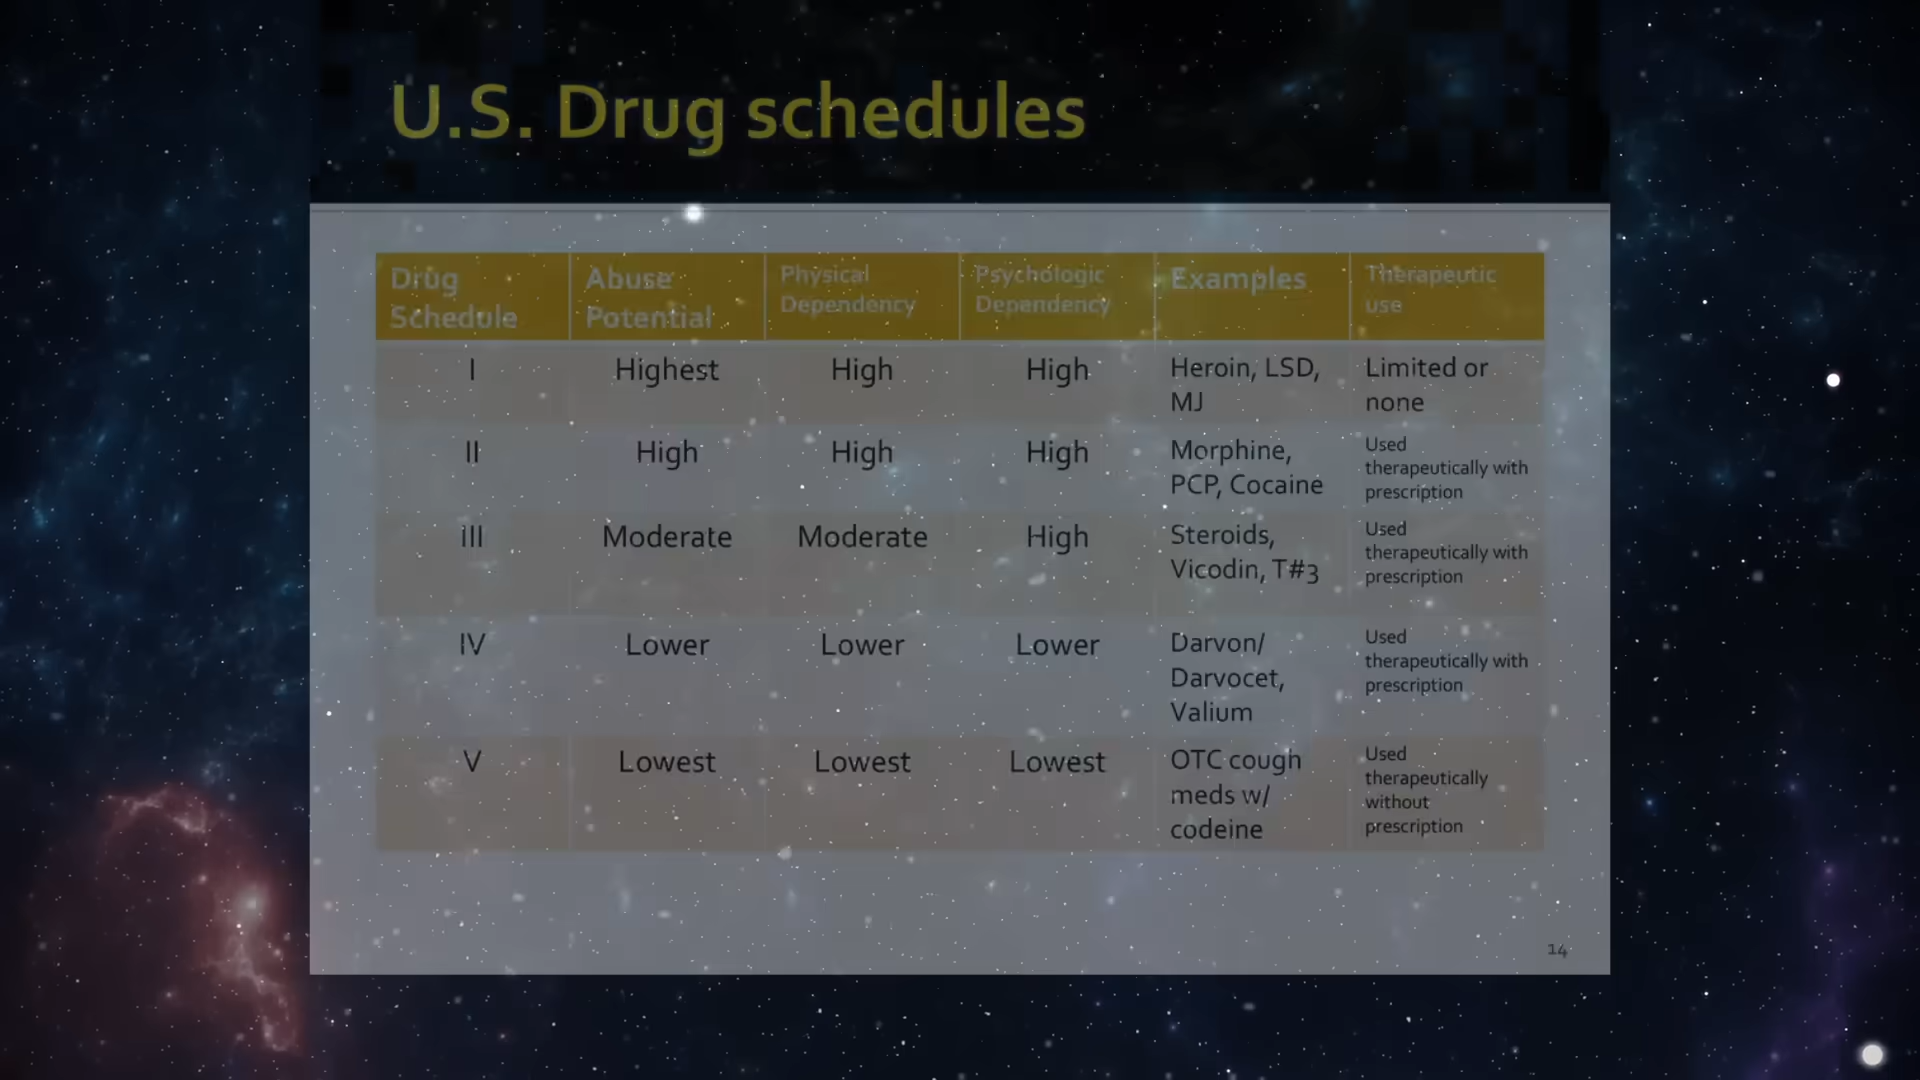 U.S. Drug schedules
Drug
Schedule
Abuse
Potential
Physical
Dependency
Psychologic
Dependency
Examples
Therapeutic
use
I
Highest
High
High
Heroin, LSD,
MJ
Limited or
none
II
High
High
High
Morphine,
PCP, Cocaine
Used
therapeutically with
prescription
III
Moderate
Moderate
High
Steroids,
Vicodin, T#3
Used
therapeutically with
prescription
IV
Lower
Lower
Lower
Darvon/
Darvocet,
Valium
Used
therapeutically with
prescription
V
Lowest
Lowest
Lowest
OTC cough
meds w/
codeine
Used
therapeutically
without
prescription
14